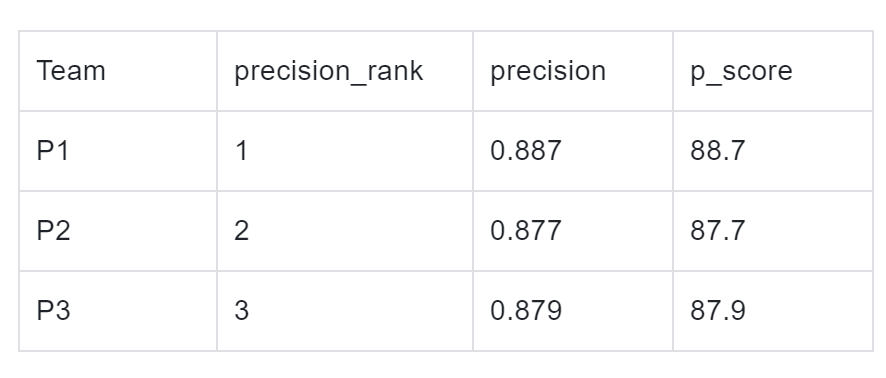 Team precision_rank precision p_score
P1 1 0.887 88.7
P2 2 0.877 87.7
P3 3 0.879 87.9